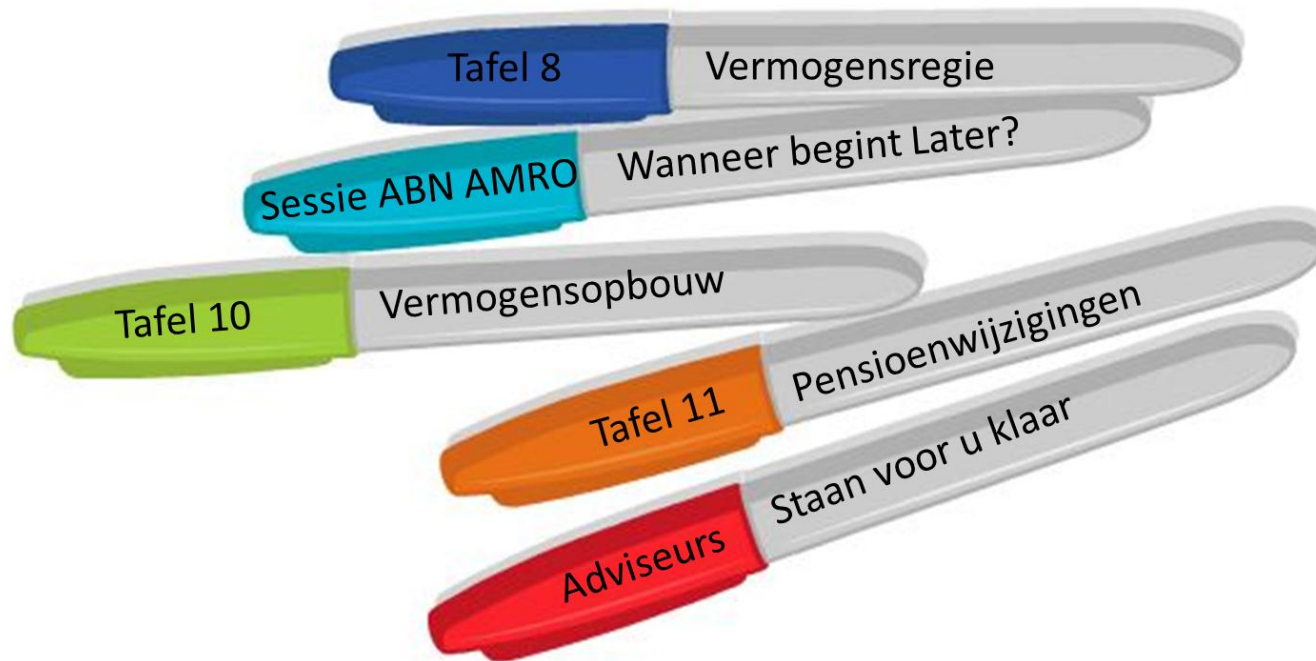 Tafel 8 Vermogensregie
Sessie ABN AMRO Wanneer begint Later?
Tafel 10 Vermogensopbouw
Tafel 11 Pensioenwijzigingen
Adviseurs Staan voor u klaar